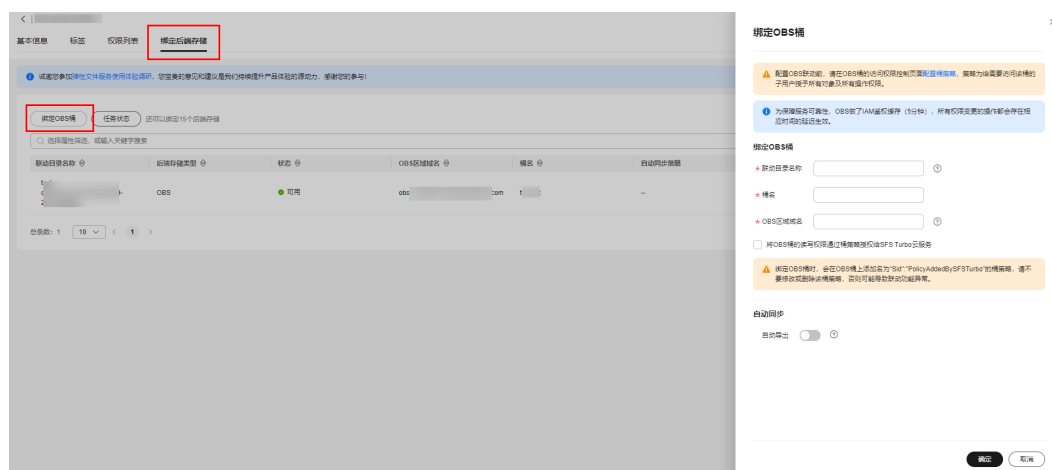 基本信息 标签 权限列表 绑定后端存储
诚邀您参加弹性文件服务使用体验调研，您宝贵的意见和建议是我们持续提升产品体验的源动力，感谢您的参与！
绑定OBS桶 任务状态 还可以绑定15个后端存储
选择属性筛选，或输入关键字搜索
联动目录名称 后端存储类型 状态 OBS区域域名 桶名 自动同步策略
OBS 可用 obs com --
总条数: 1 10 1
绑定OBS桶
配置OBS联动前，请在OBS桶的访问权限控制页面配置桶策略，策略为给需要访问该桶的
子用户授予所有对象及所有操作权限。
为保障服务可靠性，OBS做了IAM鉴权缓存（5分钟），所有权限变更的操作都会存在相
应时间的延迟生效。
绑定OBS桶
* 联动目录名称
* 桶名
* OBS区域域名
将OBS桶的读写权限通过桶策略授权给SFS Turbo云服务
绑定OBS桶时，会在OBS桶上添加名为"Sid":"PolicyAddedBySFSTurbo"的桶策略，请不
要修改或删除该桶策略，否则可能导致联动功能异常。
自动同步
自动导出
确定 取消